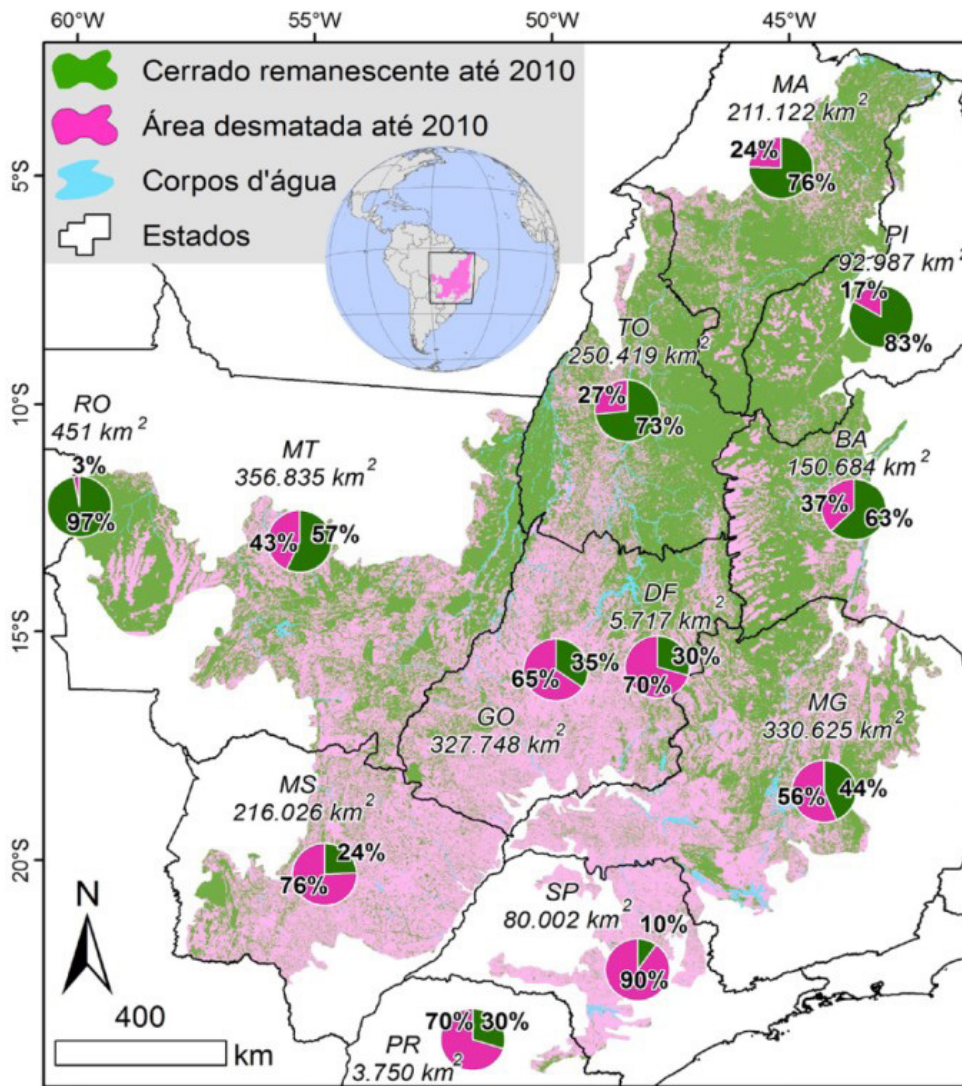 60°W 55°W 50°W 45°W
Cerrado remanescente até 2010
Área desmatada até 2010
Corpos d'água
Estados
5°S
10°S
15°S
20°S
MA
211.122 km²
24%
76%
PI
92.987 km²
17%
83%
TO
250.419 km²
27%
73%
RO
451 km²
3%
97%
MT
356.835 km²
43% 57%
BA
150.684 km²
37%
63%
DF
5.717 km²
30%
70%
35%
65%
GO
327.748 km²
MG
330.625 km²
56% 44%
MS
216.026 km²
24%
76%
SP
80.002 km²
10%
90%
70% 30%
PR
3.750 km²
N
400
km